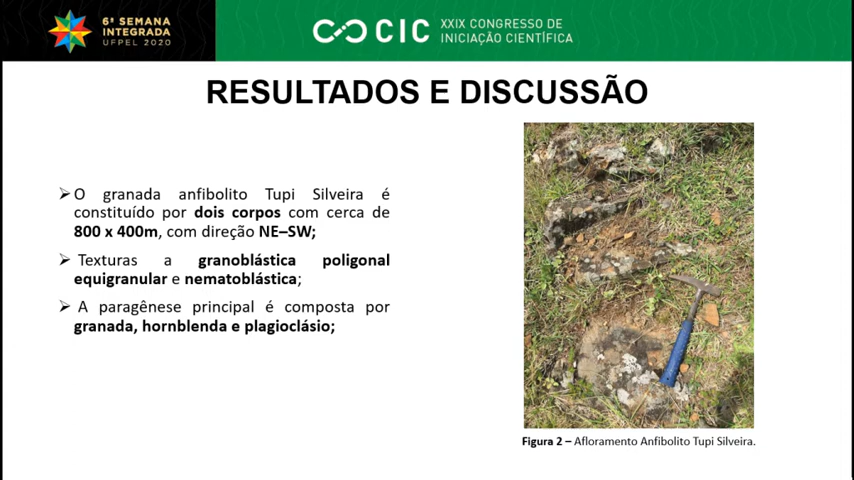 6ª SEMANA
INTEGRADA
UFPEL 2020
CIC
XXIX CONGRESSO DE
INICIAÇÃO CIENTÍFICA
RESULTADOS E DISCUSSÃO
➢ O granada anfibolito Tupi Silveira é
constituído por dois corpos com cerca de
800 x 400m, com direção NE–SW;
➢ Texturas a granoblástica poligonal
equigranular e nematoblástica;
➢ A paragênese principal é composta por
granada, hornblenda e plagioclásio;
Figura 2 – Afloramento Anfibolito Tupi Silveira.